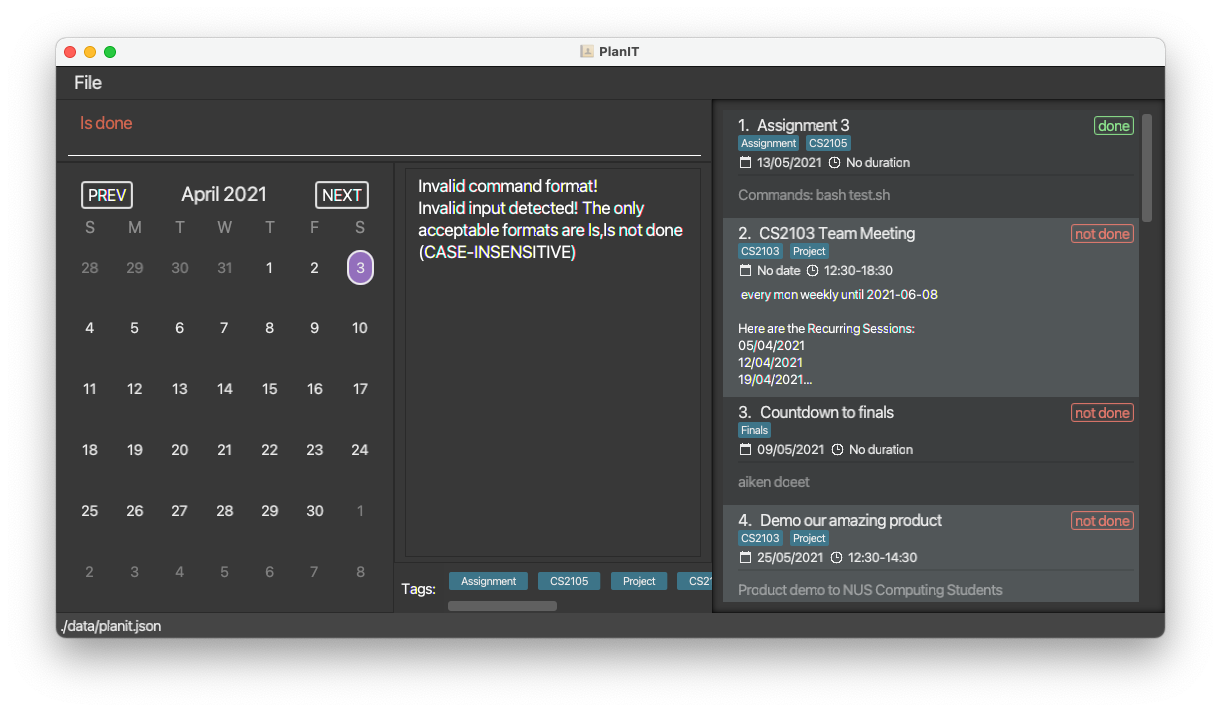 PlanIT
File
ls done
PREV April 2021 NEXT
S M T W T F S
28 29 30 31 1 2 3
4 5 6 7 8 9 10
11 12 13 14 15 16 17
18 19 20 21 22 23 24
25 26 27 28 29 30 1
2 3 4 5 6 7 8
Invalid command format!
Invalid input detected! The only
acceptable formats are ls,ls not done
(CASE-INSENSITIVE)
Tags: Assignment CS2105 Project CS21
1. Assignment 3 done
Assignment CS2105
13/05/2021 No duration
Commands: bash test.sh
2. CS2103 Team Meeting not done
CS2103 Project
No date 12:30-18:30
every mon weekly until 2021-06-08
Here are the Recurring Sessions:
05/04/2021
12/04/2021
19/04/2021...
3. Countdown to finals not done
Finals
09/05/2021 No duration
aiken doeet
4. Demo our amazing product not done
CS2103 Project
25/05/2021 12:30-14:30
Product demo to NUS Computing Students
./data/planit.json